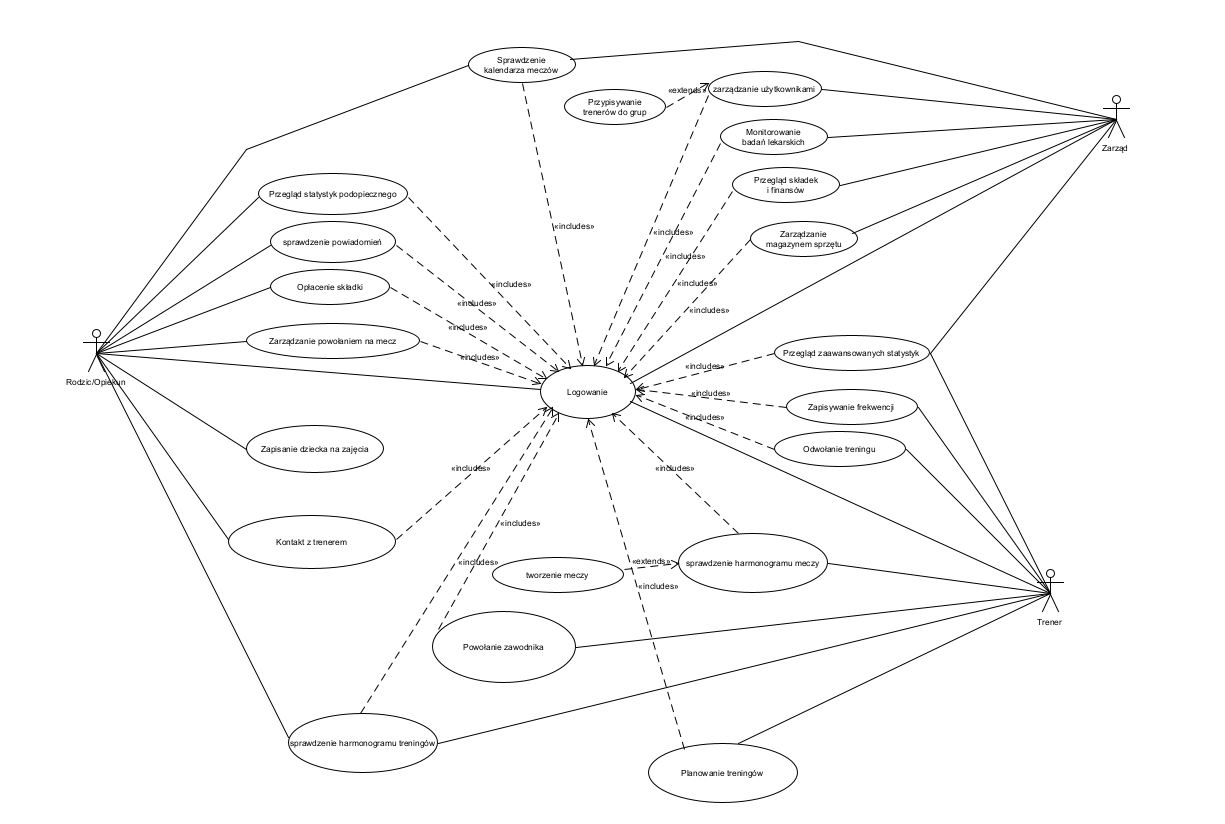 Sprawdzenie
kalendarza meczów
«extends»
zarządzanie użytkownikami
Przypisywanie
trenerów do grup
Monitorowanie
badań lekarskich
Zarząd
Przegląd składek
i finansów
Przegląd statystyk podopiecznego
«includes»
«includes»
Zarządzanie
magazynem sprzętu
sprawdzenie powiadomień
«includes»
«includes»
Opłacenie składki
«includes»
«includes»
«includes»
Zarządzanie powołaniem na mecz
«includes»
«includes»
Przegląd zaawansowanych statystyk
«includes»
Rodzic/Opiekun
Logowanie
«includes»
Zapisywanie frekwencji
«includes»
Zapisanie dziecka na zajęcia
Odwołanie treningu
«includes»
«includes»
«includes»
Kontakt z trenerem
«includes»
«extends»
sprawdzenie harmonogramu meczy
tworzenie meczy
«includes»
Trener
Powołanie zawodnika
sprawdzenie harmonogramu treningów
Planowanie treningów